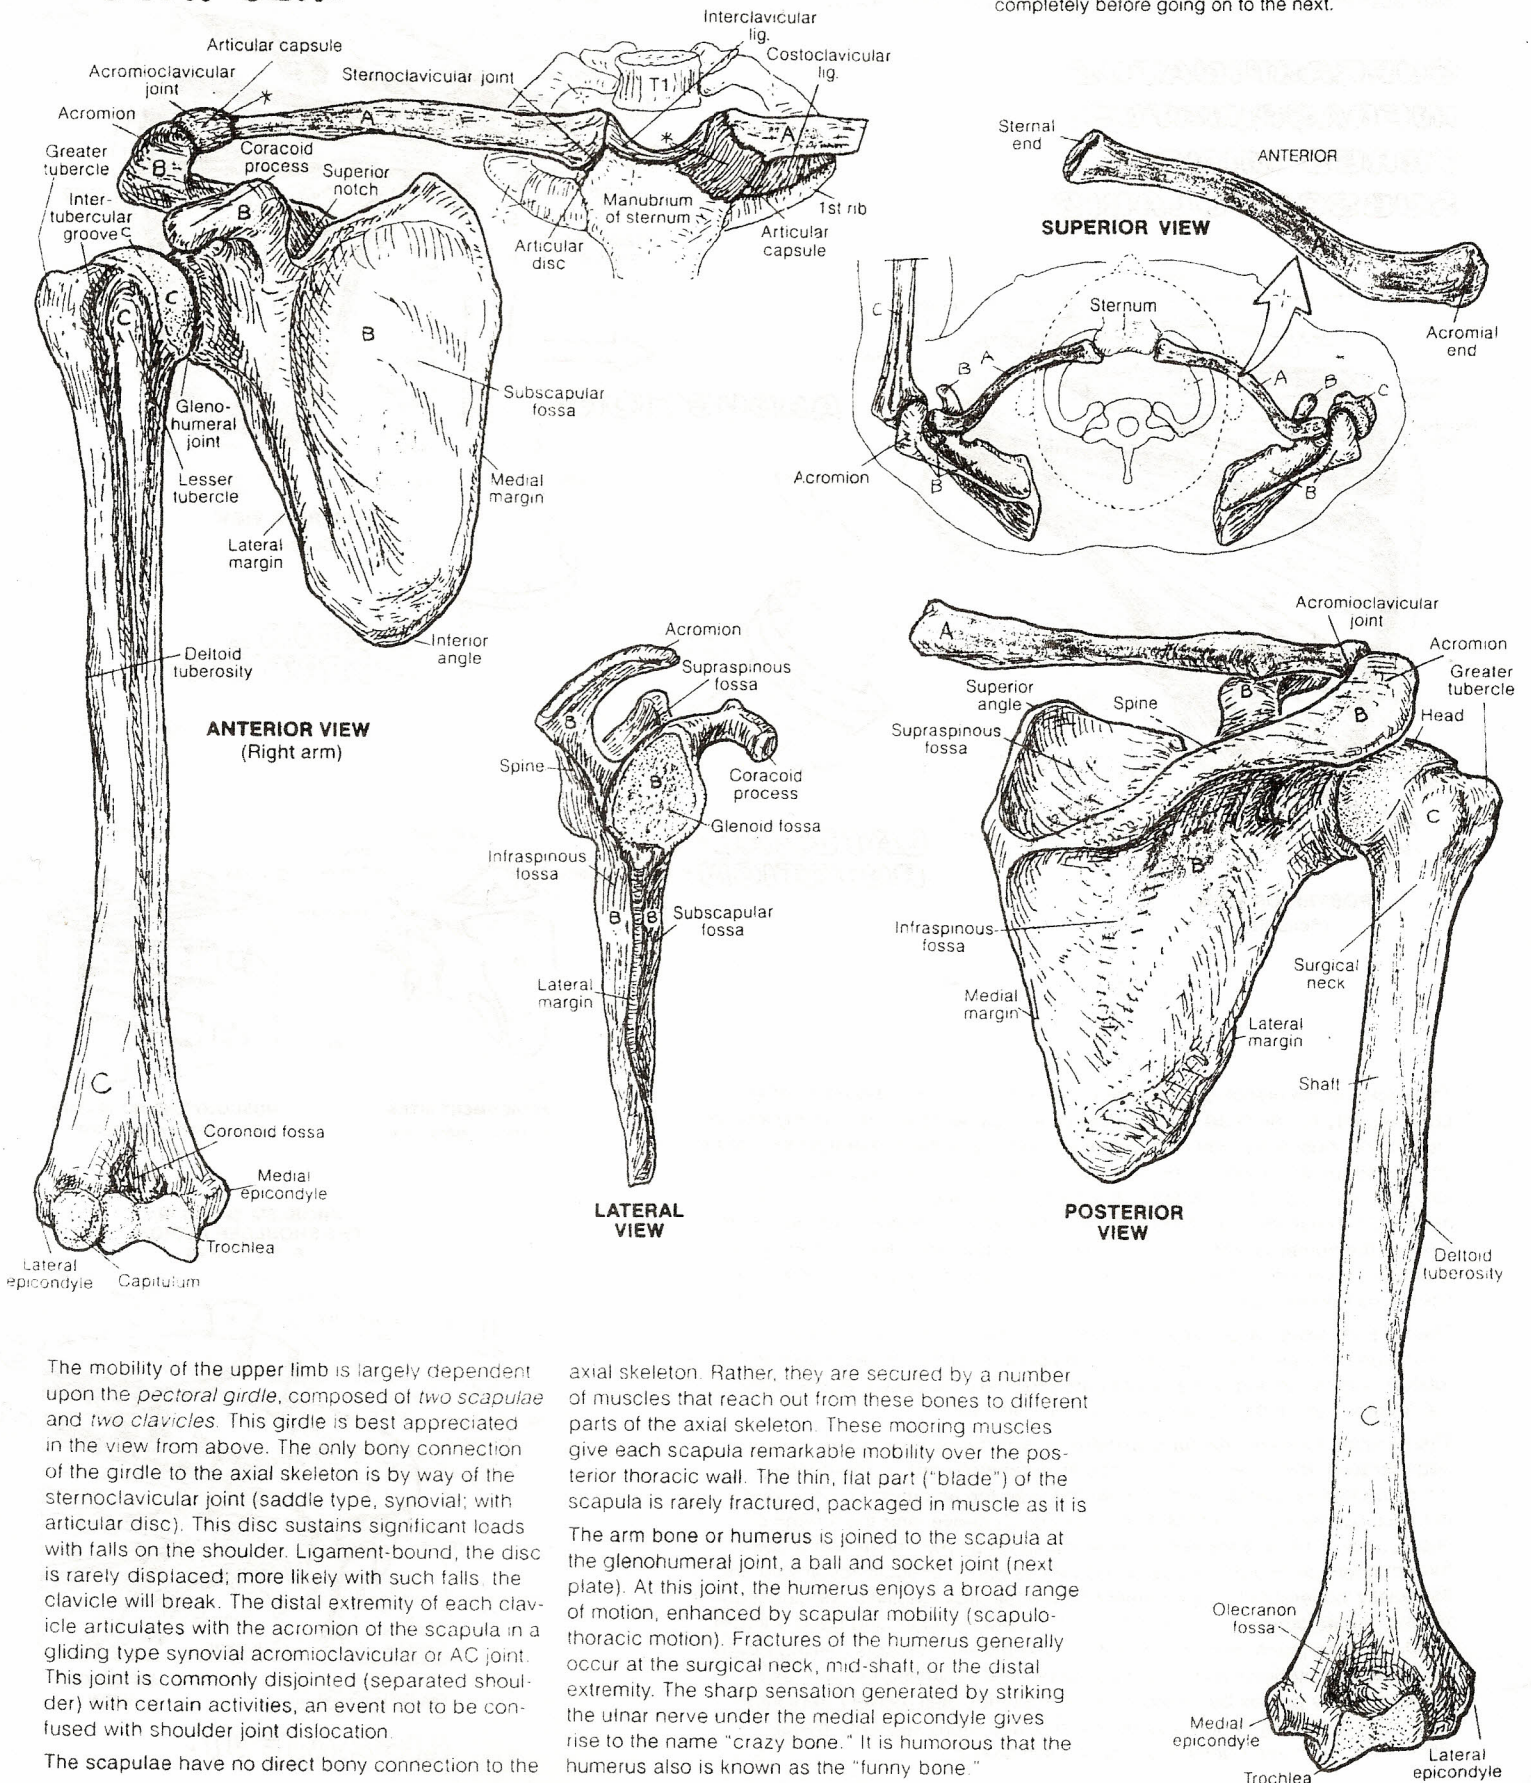 completely before going on to the next.
Interclavicular
lig.
Articular capsule
Costoclavicular
lig.
Acromioclavicular
joint
Sternoclavicular joint
T1
*
Acromion
A
*
A
Greater
tubercle
B
Coracoid
process
Superior
notch
Inter-
tubercular
groove
C
B
Manubrium
of sternum
1st rib
Articular
disc
Articular
capsule
C
C
B
Subscapular
fossa
Gleno-
humeral
joint
Lesser
tubercle
Medial
margin
Lateral
margin
Inferior
angle
Deltoid
tuberosity
ANTERIOR VIEW
(Right arm)
C
Coronoid fossa
Medial
epicondyle
Trochlea
Lateral
epicondyle
Capitulum
Sternal
end
ANTERIOR
SUPERIOR VIEW
A
Acromial
end
C
Sternum
B
A
A
B
C
Acromion
B
B
Acromion
Supraspinous
fossa
B
Spine
B
Coracoid
process
Glenoid fossa
Infraspinous
fossa
B
B
Subscapular
fossa
Lateral
margin
LATERAL
VIEW
Acromioclavicular
joint
A
Acromion
Greater
tubercle
Superior
angle
Spine
B
B
Head
Supraspinous
fossa
C
B
Infraspinous
fossa
Surgical
neck
Medial
margin
Lateral
margin
Shaft
POSTERIOR
VIEW
Deltoid
tuberosity
C
Olecranon
fossa
Medial
epicondyle
Trochlea
Lateral
epicondyle
The mobility of the upper limb is largely dependent
upon the pectoral girdle, composed of two scapulae
and two clavicles. This girdle is best appreciated
in the view from above. The only bony connection
of the girdle to the axial skeleton is by way of the
sternoclavicular joint (saddle type, synovial; with
articular disc). This disc sustains significant loads
with falls on the shoulder. Ligament-bound, the disc
is rarely displaced; more likely with such falls, the
clavicle will break. The distal extremity of each clav-
icle articulates with the acromion of the scapula in a
gliding type synovial acromioclavicular or AC joint.
This joint is commonly disjointed (separated shoul-
der) with certain activities, an event not to be con-
fused with shoulder joint dislocation.
The scapulae have no direct bony connection to the
axial skeleton. Rather, they are secured by a number
of muscles that reach out from these bones to different
parts of the axial skeleton. These mooring muscles
give each scapula remarkable mobility over the pos-
terior thoracic wall. The thin, flat part ("blade") of the
scapula is rarely fractured, packaged in muscle as it is
The arm bone or humerus is joined to the scapula at
the glenohumeral joint, a ball and socket joint (next
plate). At this joint, the humerus enjoys a broad range
of motion, enhanced by scapular mobility (scapulo-
thoracic motion). Fractures of the humerus generally
occur at the surgical neck, mid-shaft, or the distal
extremity. The sharp sensation generated by striking
the ulnar nerve under the medial epicondyle gives
rise to the name "crazy bone." It is humorous that the
humerus also is known as the "funny bone."